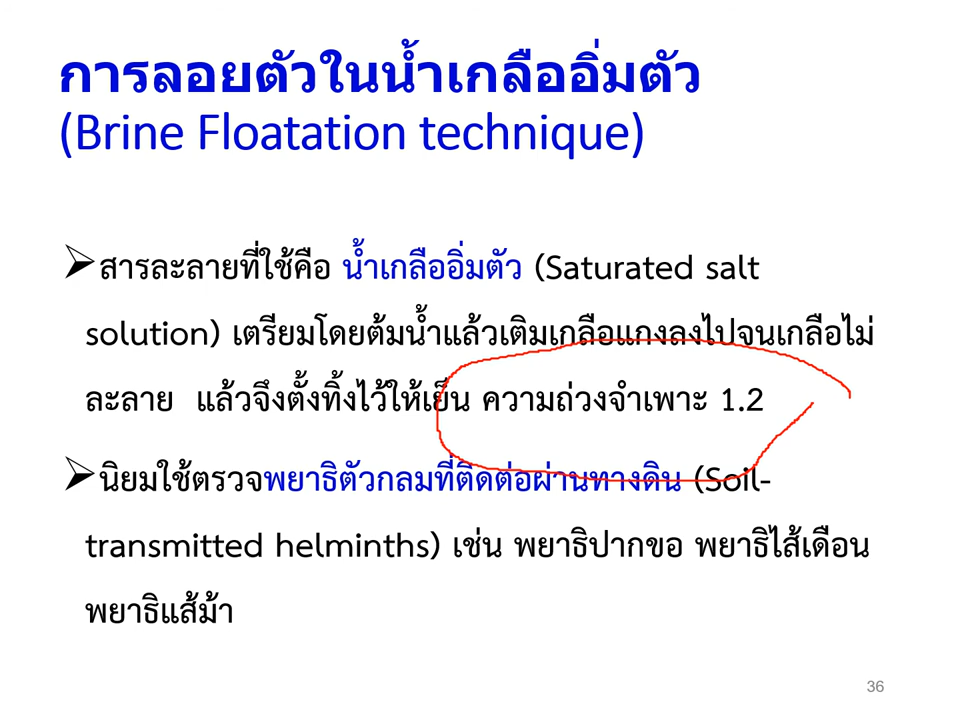 การลอยตัวในน้ำเกลืออิ่มตัว
(Brine Floatation technique)
➢สารละลายที่ใช้คือ น้ำเกลืออิ่มตัว (Saturated salt
solution) เตรียมโดยต้มน้ำแล้วเติมเกลือแกงลงไปจนเกลือไม่
ละลาย แล้วจึงตั้งทิ้งไว้ให้เย็น ความถ่วงจำเพาะ 1.2
➢นิยมใช้ตรวจพยาธิตัวกลมที่ติดต่อผ่านทางดิน (Soil-
transmitted helminths) เช่น พยาธิปากขอ พยาธิไส้เดือน
พยาธิแส้ม้า
36